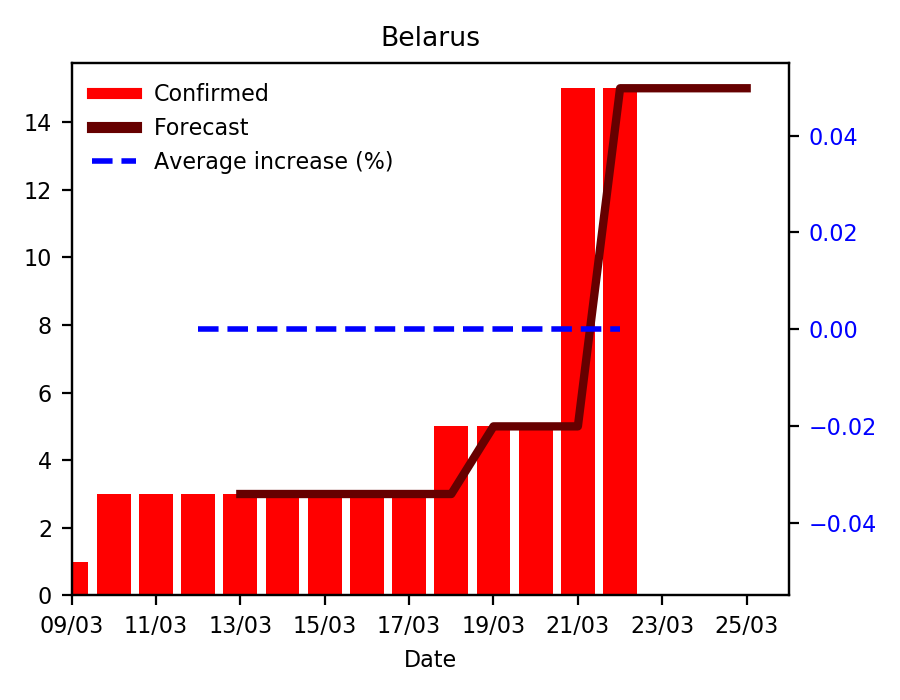 Belarus
Confirmed
Forecast
Average increase (%)
14
12
10
8
6
4
2
0
0.04
0.02
0.00
−0.02
−0.04
09/03 11/03 13/03 15/03 17/03 19/03 21/03 23/03 25/03
Date